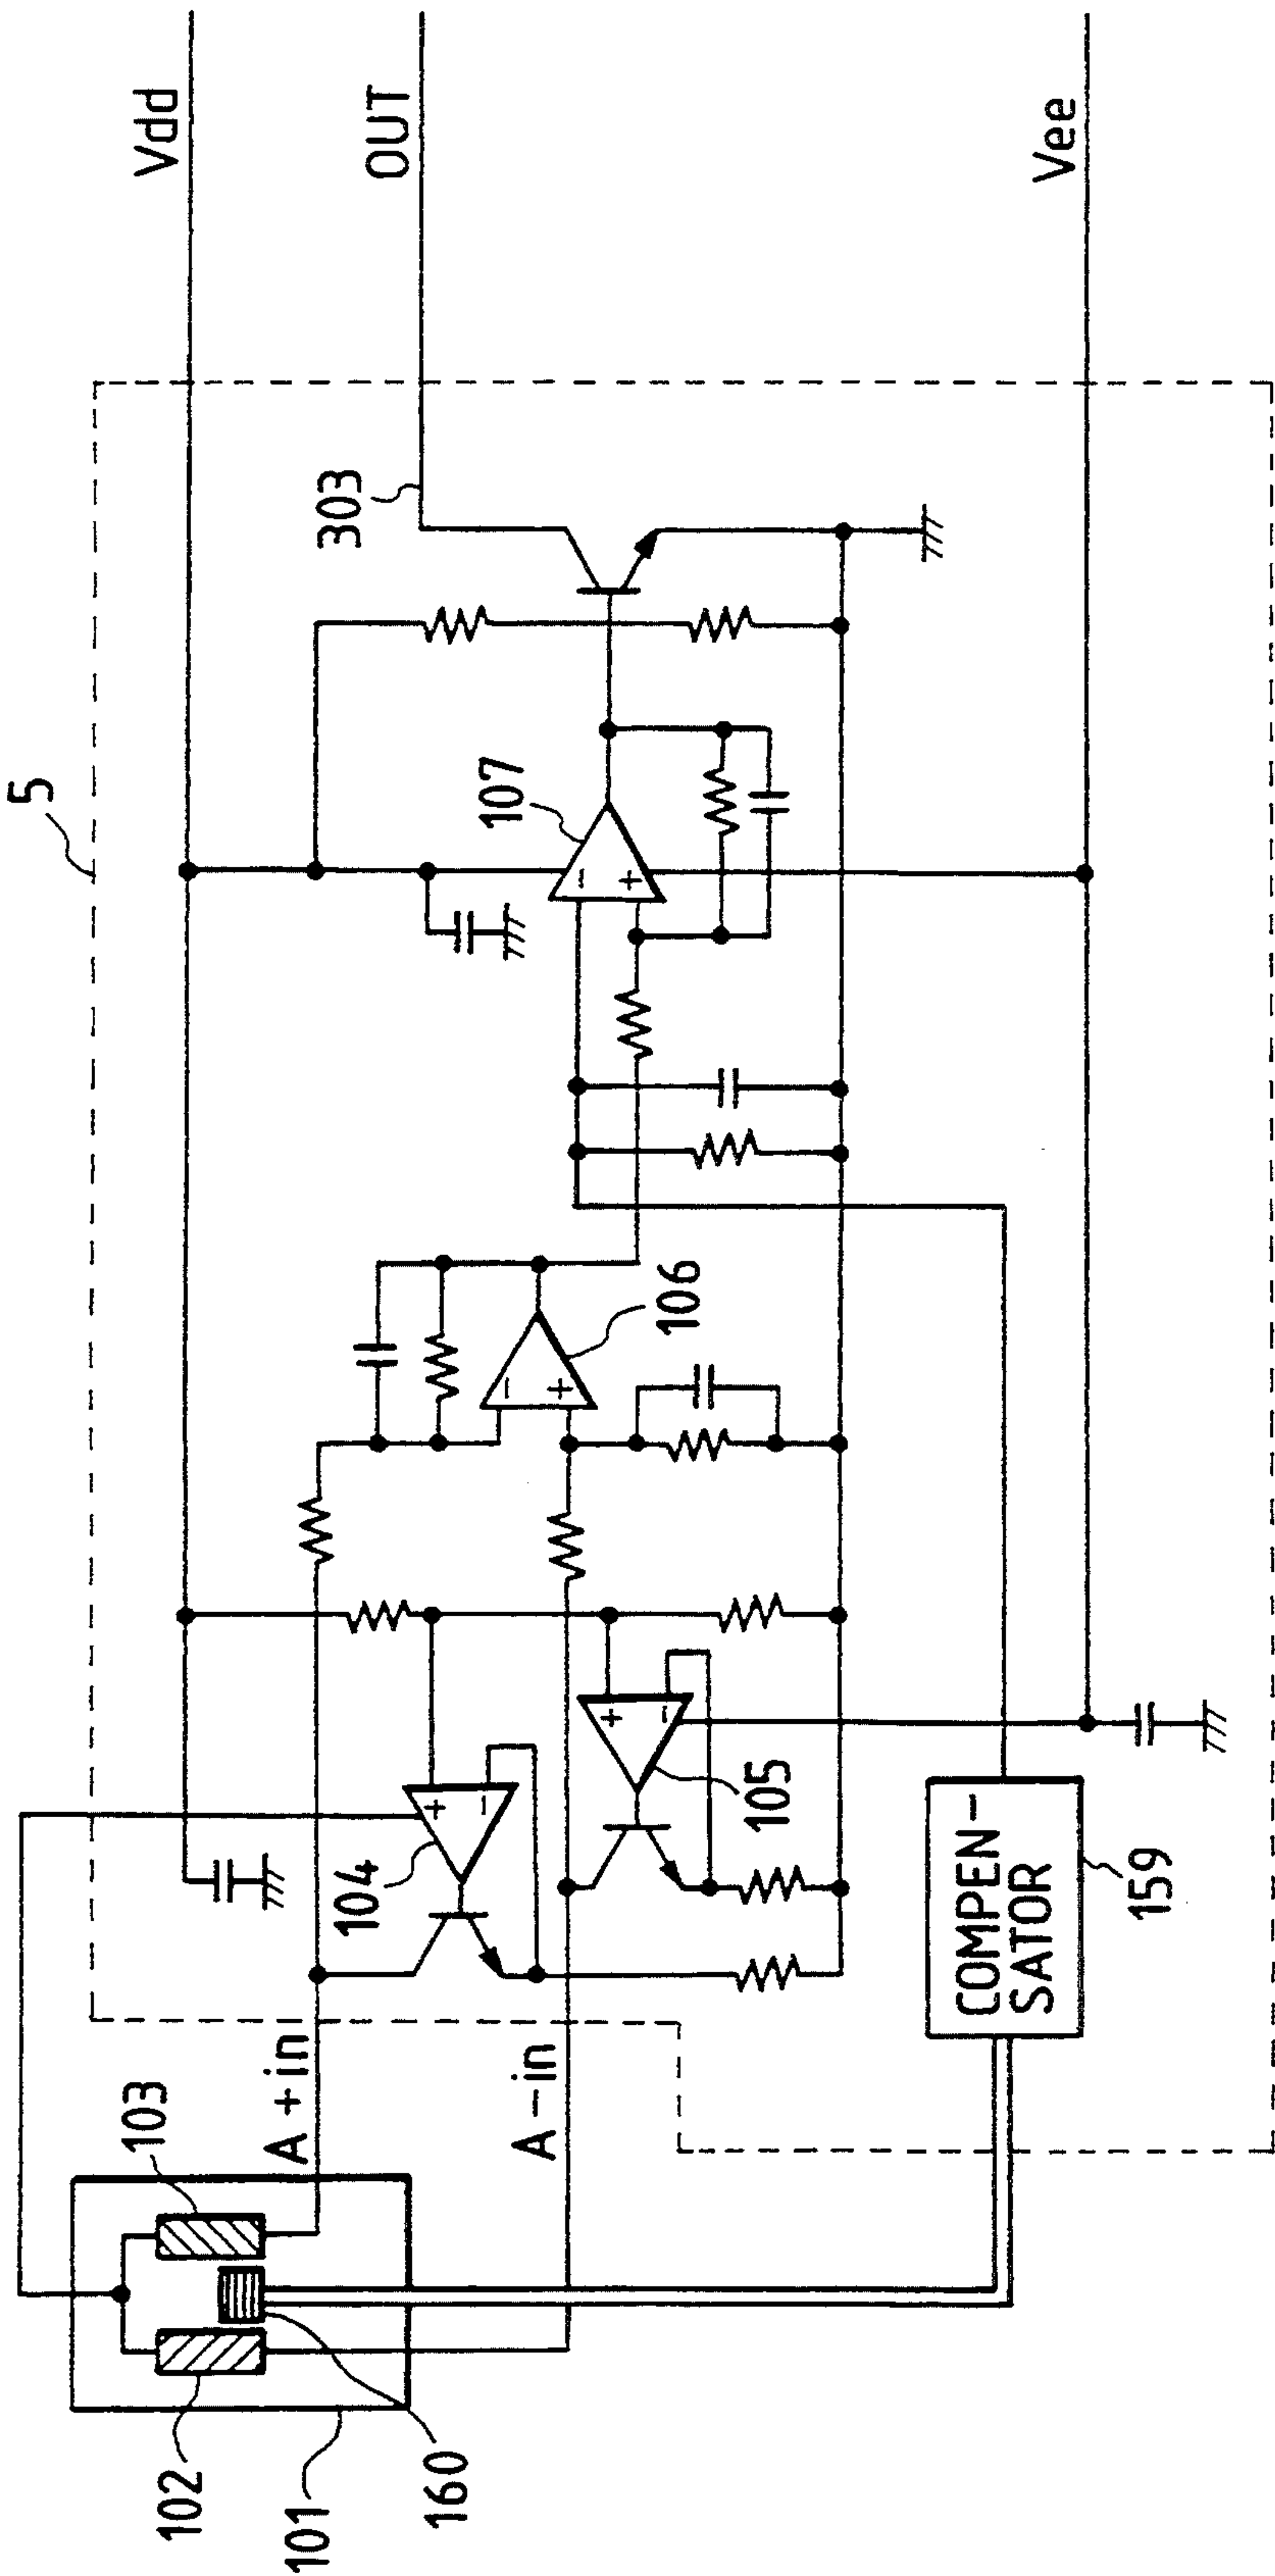 5
Vdd
OUT
Vee
303
107
106
104
105
A+in
A-in
103
102
101
160
COMPEN-
SATOR
159
-
+
-
+
+
-
+
-